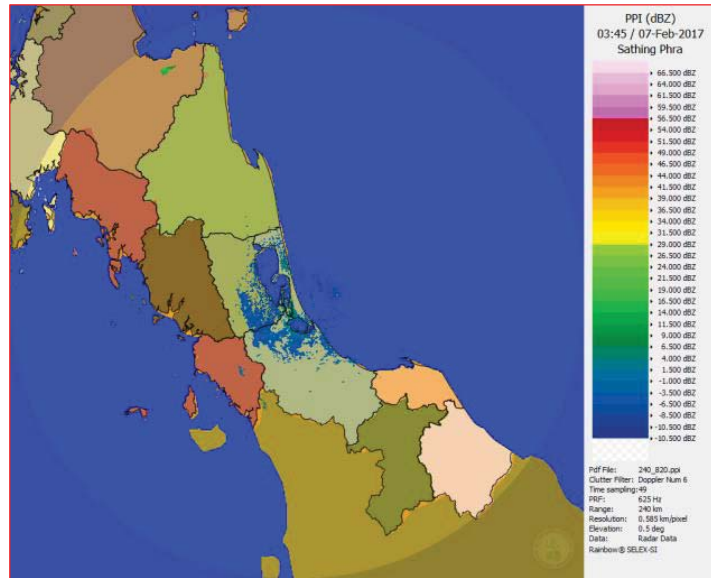 PPI (dBZ)
03:45 / 07-Feb-2017
Sathing Phra
66.500 dBZ
64.000 dBZ
61.500 dBZ
59.500 dBZ
56.500 dBZ
54.000 dBZ
51.500 dBZ
49.000 dBZ
46.500 dBZ
44.000 dBZ
41.500 dBZ
39.000 dBZ
36.500 dBZ
34.000 dBZ
31.500 dBZ
29.000 dBZ
26.500 dBZ
24.000 dBZ
21.500 dBZ
19.000 dBZ
16.500 dBZ
14.000 dBZ
11.500 dBZ
9.000 dBZ
6.500 dBZ
4.000 dBZ
1.500 dBZ
-1.000 dBZ
-3.500 dBZ
-6.000 dBZ
-8.500 dBZ
-10.500 dBZ
-10.500 dBZ
Pdf File: 240_820.ppi
Clutter Filter: Doppler Num 6
Time sampling:49
PRF: 625 Hz
Range: 240 km
Resolution: 0.585 km/pixel
Elevation: 0.5 deg
Data: Radar Data
Rainbow® SELEX-SI